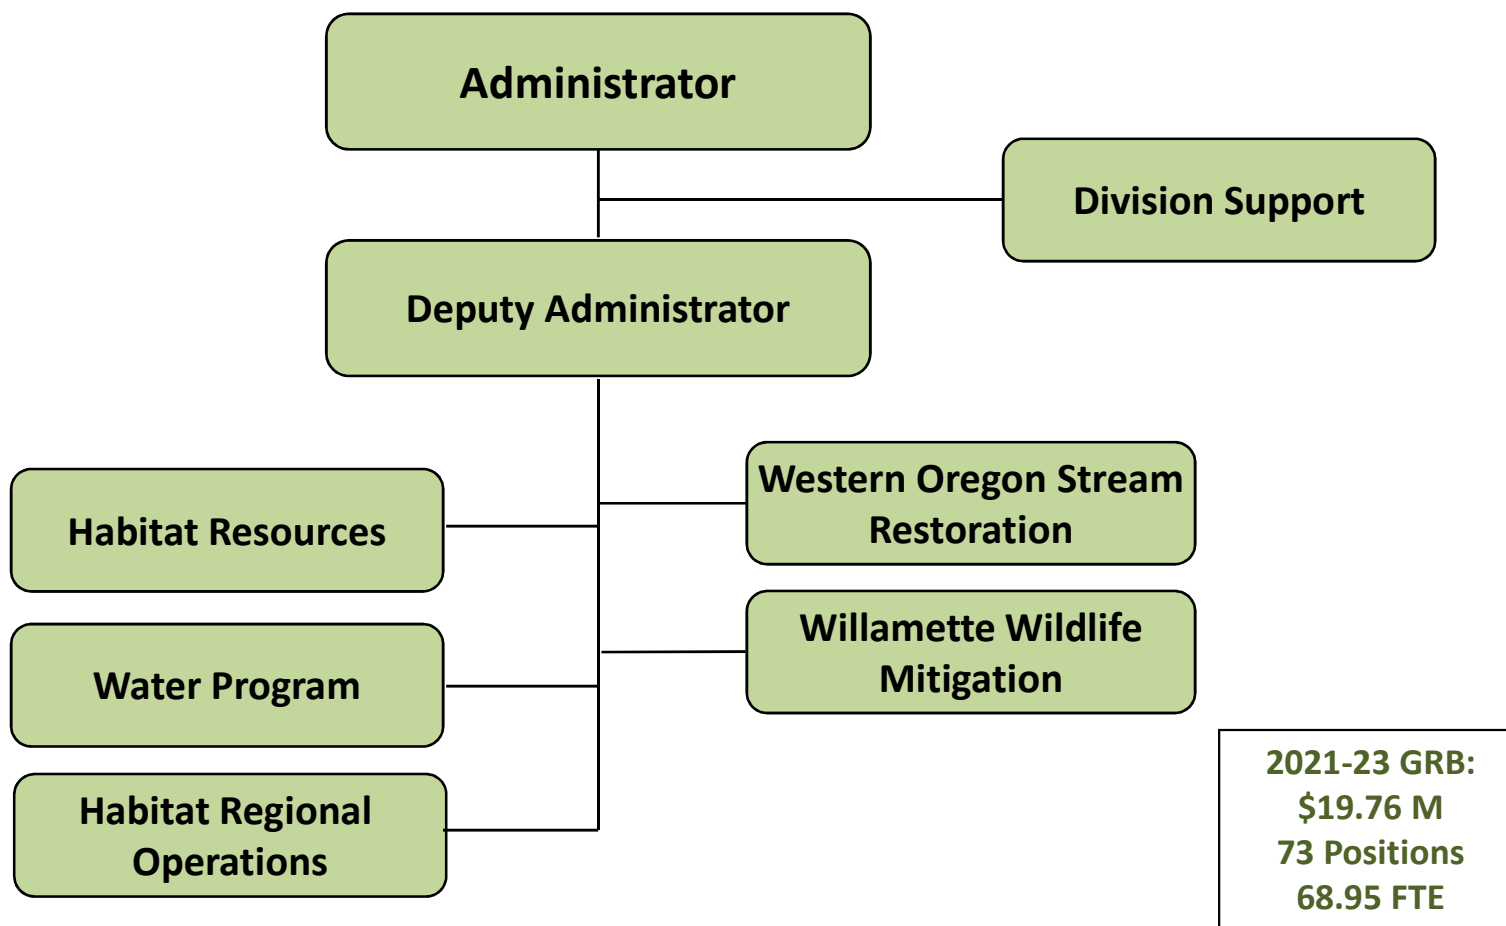 Administrator
Division Support
Deputy Administrator
Western Oregon Stream
Restoration
Habitat Resources
Willamette Wildlife
Mitigation
Water Program
Habitat Regional
Operations
2021-23 GRB:
$19.76 M
73 Positions
68.95 FTE